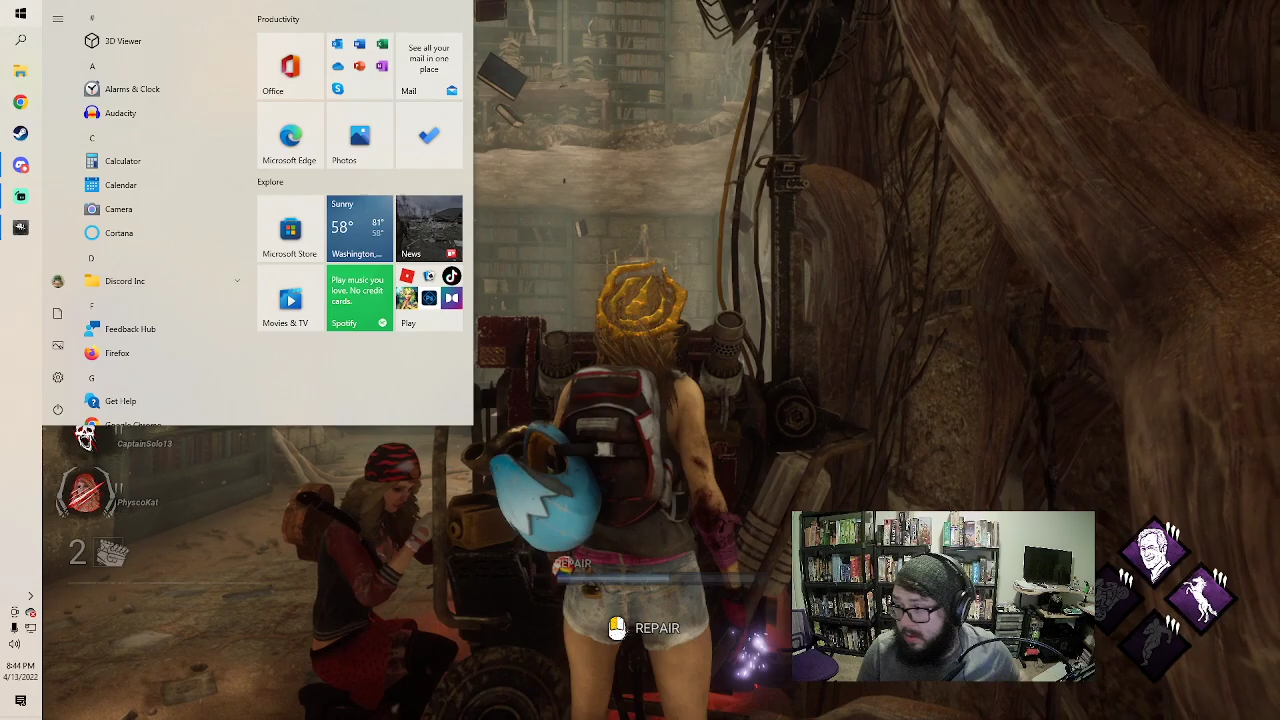 #
3D Viewer
A
Alarms & Clock
Audacity
C
Calculator
Calendar
Camera
Cortana
D
Discord Inc
F
Feedback Hub
Firefox
G
Get Help
Google Chrome
Productivity
Office
See all your mail in one place
Mail
Microsoft Edge
Photos
Explore
Microsoft Store
Sunny
58°
81°
58°
Washington,...
News
Movies & TV
Play music you love. No credit cards.
Spotify
Play
CaptainSolo13
PhyscoKat
2
REPAIR
REPAIR
8:44 PM
4/13/2022